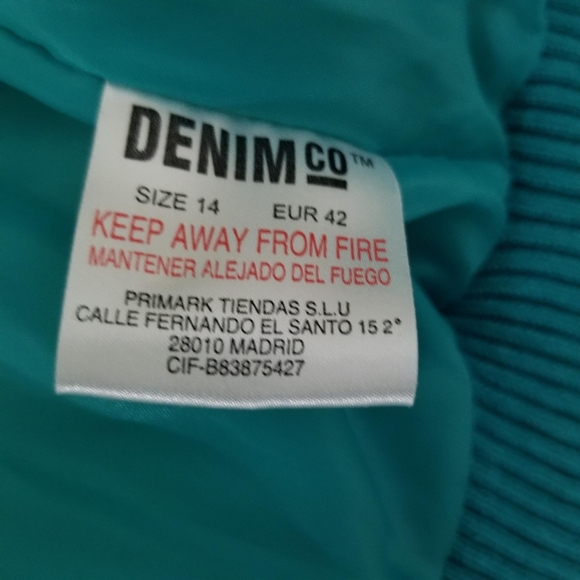 DENIM CO™
SIZE 14 EUR 42
KEEP AWAY FROM FIRE
MANTENER ALEJADO DEL FUEGO
PRIMARK TIENDAS S.L.U
CALLE FERNANDO EL SANTO 15 2°
28010 MADRID
CIF-B83875427